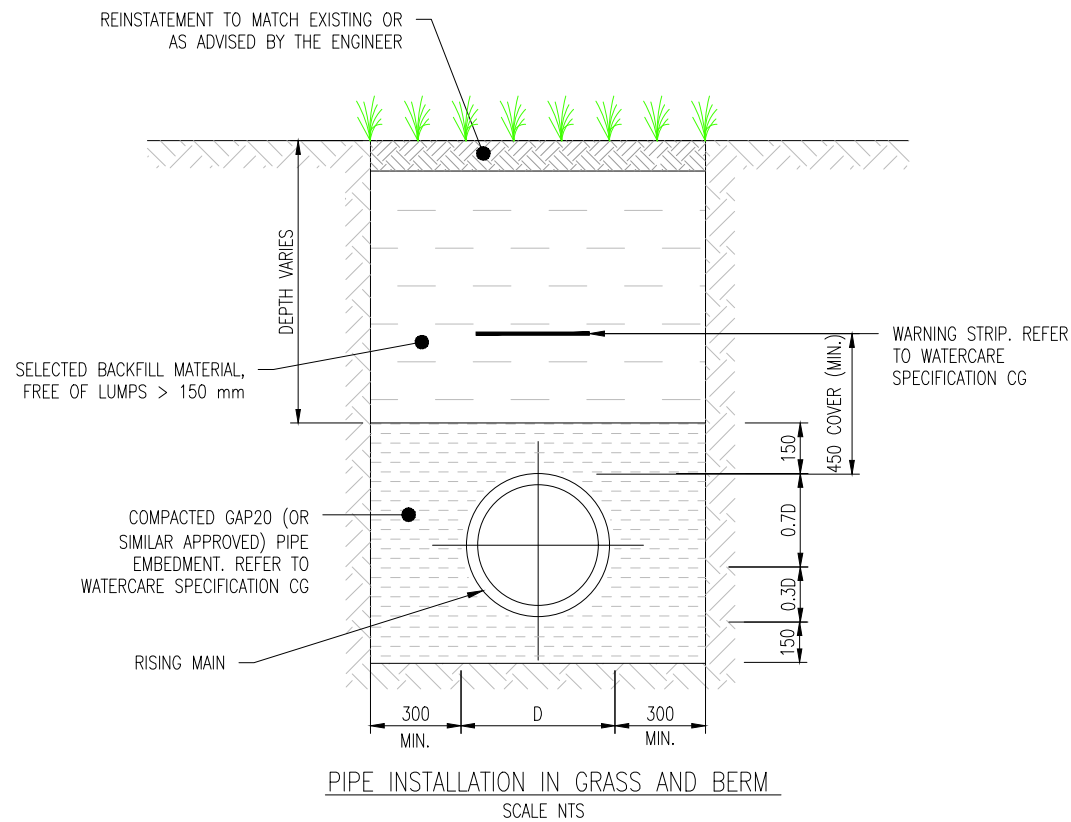 REINSTATEMENT TO MATCH EXISTING OR
AS ADVISED BY THE ENGINEER
DEPTH VARIES
WARNING STRIP. REFER
TO WATERCARE
SPECIFICATION CG
450 COVER (MIN.)
SELECTED BACKFILL MATERIAL,
FREE OF LUMPS > 150 mm
150
0.7D
0.3D
150
COMPACTED GAP20 (OR
SIMILAR APPROVED) PIPE
EMBEDMENT. REFER TO
WATERCARE SPECIFICATION CG
RISING MAIN
300
MIN.
D
300
MIN.
PIPE INSTALLATION IN GRASS AND BERM
SCALE NTS